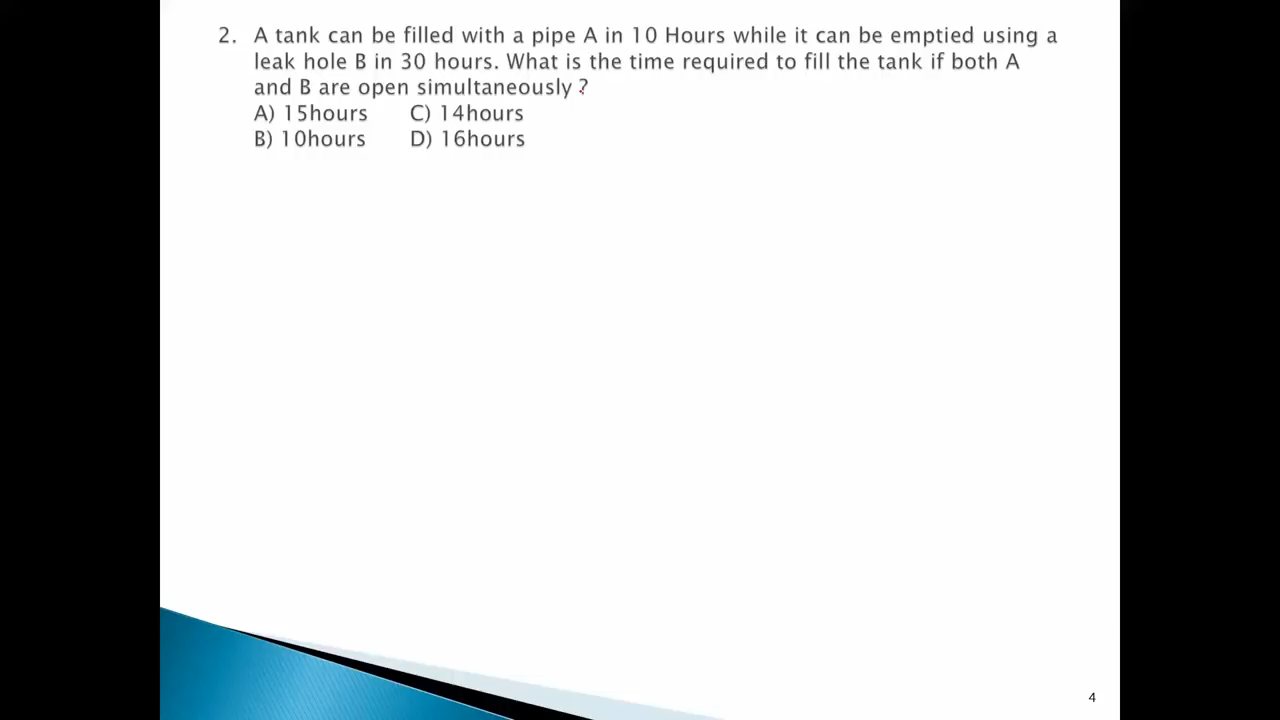 2. A tank can be filled with a pipe A in 10 Hours while it can be emptied using a
leak hole B in 30 hours. What is the time required to fill the tank if both A
and B are open simultaneously ?
A) 15hours C) 14hours
B) 10hours D) 16hours
4